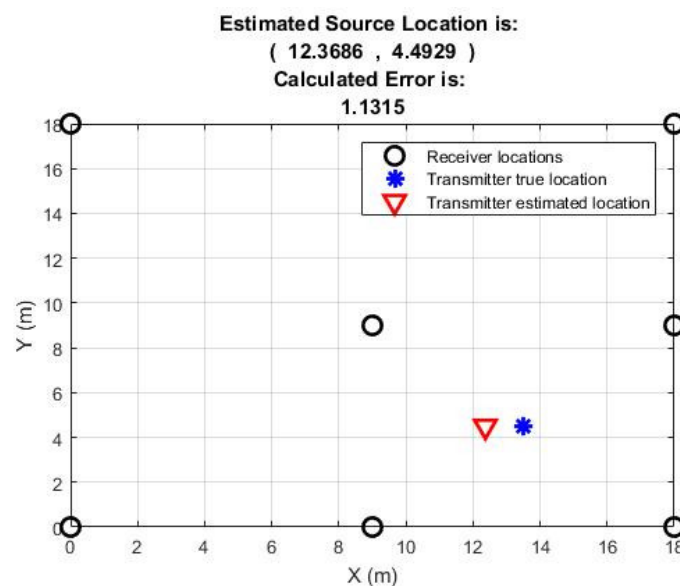 Estimated Source Location is:
( 12.3686 , 4.4929 )
Calculated Error is:
1.1315
Receiver locations
Transmitter true location
Transmitter estimated location
Y (m)
18
16
14
12
10
8
6
4
2
0
0 2 4 6 8 10 12 14 16 18
X (m)